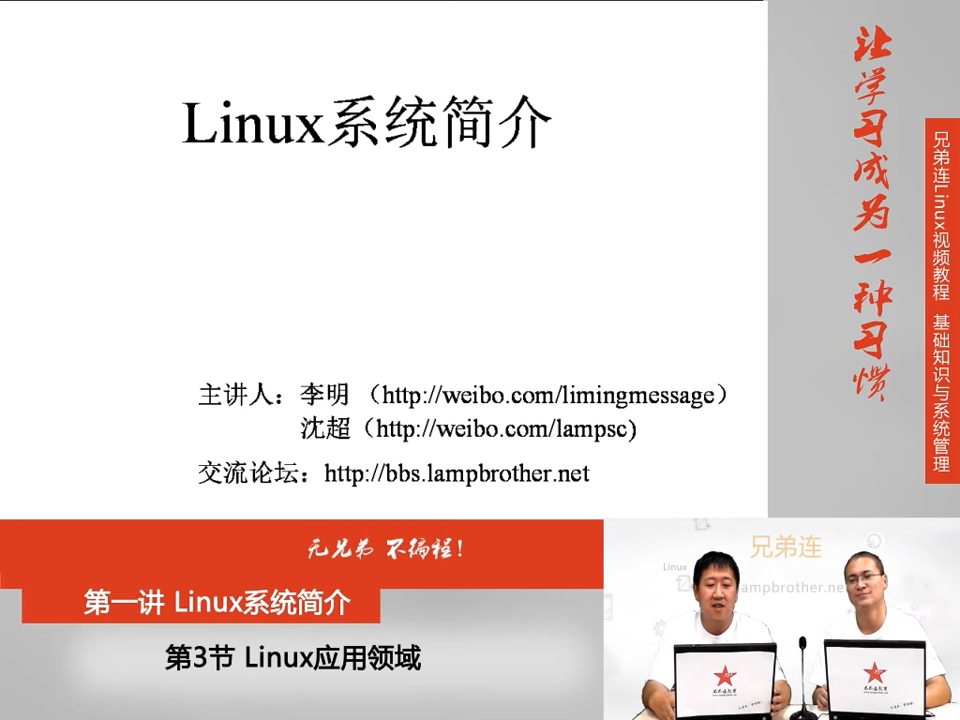 Linux系统简介
主讲人：李明 （http://weibo.com/limingmessage）
沈超（http://weibo.com/lampsc)
交流论坛：http://bbs.lampbrother.net
让学习成为一种习惯
兄弟连Linux视频教程 基础知识与系统管理
无兄弟 不编程！
第一讲 Linux系统简介
第3节 Linux应用领域
兄弟连
Linux
lampbrother.ne